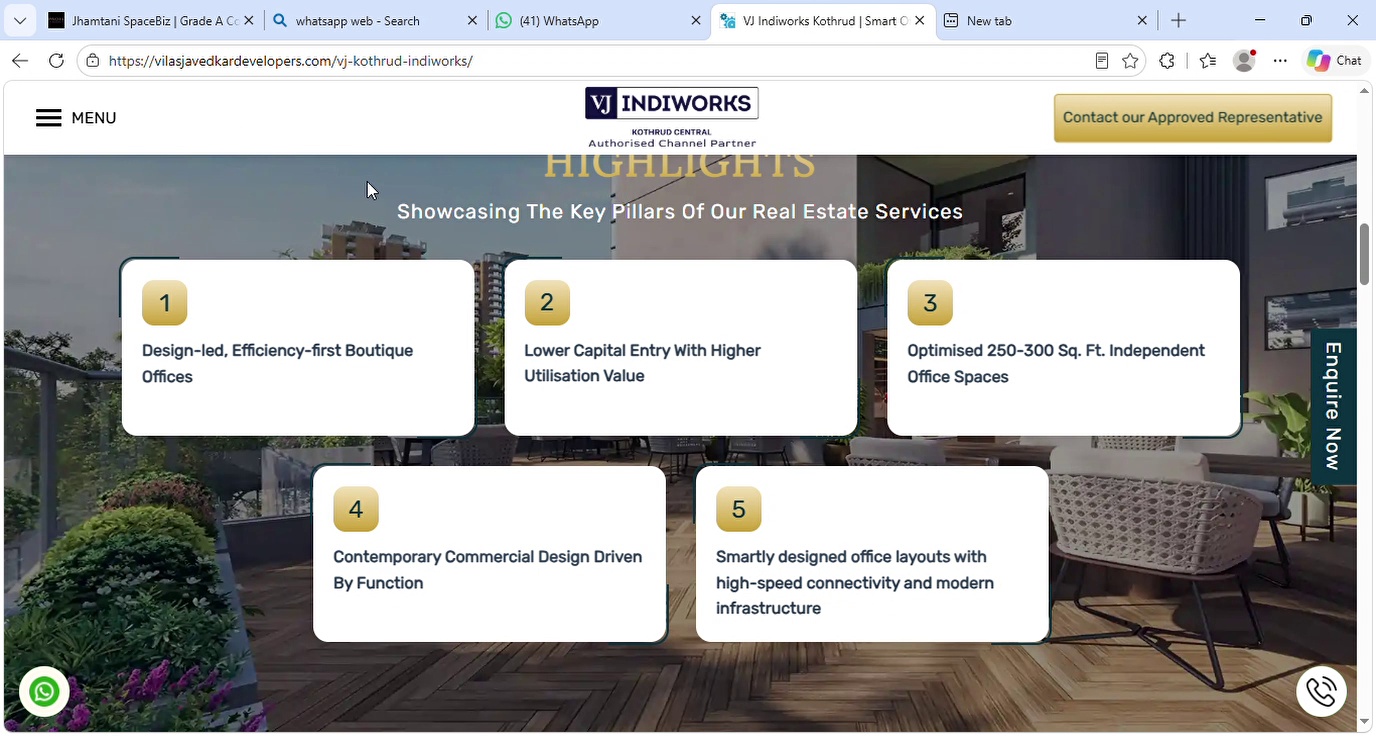 Jhamtani SpaceBiz | Grade A Co
whatsapp web - Search
(41) WhatsApp
VJ Indiworks Kothrud | Smart O
New tab
https://vilasjavedkardevelopers.com/vj-kothrud-indiworks/
Chat
MENU
VJ INDIWORKS
KOTHRUD CENTRAL
Authorised Channel Partner
Contact our Approved Representative
HIGHLIGHTS
Showcasing The Key Pillars Of Our Real Estate Services
1
Design-led, Efficiency-first Boutique
Offices
2
Lower Capital Entry With Higher
Utilisation Value
3
Optimised 250-300 Sq. Ft. Independent
Office Spaces
Enquire Now
4
Contemporary Commercial Design Driven
By Function
5
Smartly designed office layouts with
high-speed connectivity and modern
infrastructure